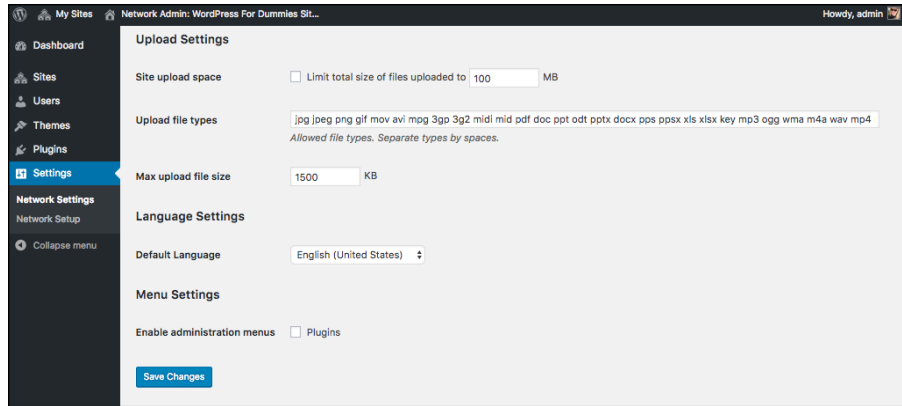 My Sites Network Admin: WordPress For Dummies Sit... Howdy, admin
Dashboard
Sites
Users
Themes
Plugins
Settings
Network Settings
Network Setup
Collapse menu
Upload Settings
Site upload space Limit total size of files uploaded to 100 MB
Upload file types jpg jpeg png gif mov avi mpg 3gp 3g2 midi mid pdf doc ppt odt pptx docx pps ppsx xls xlsx key mp3 ogg wma m4a wav mp4
Allowed file types. Separate types by spaces.
Max upload file size 1500 KB
Language Settings
Default Language English (United States)
Menu Settings
Enable administration menus Plugins
Save Changes